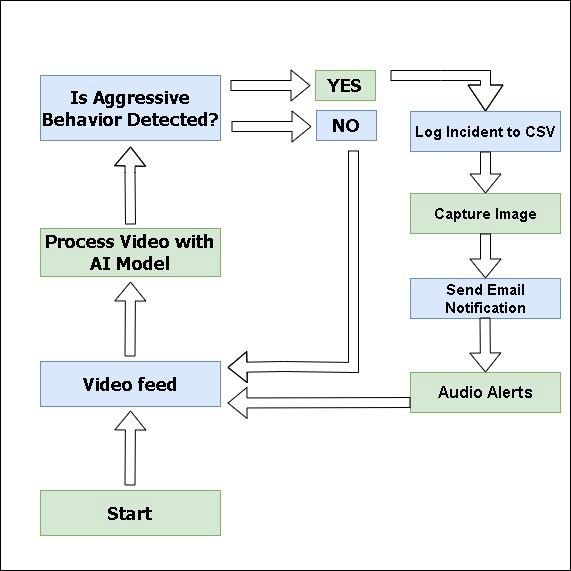 Is Aggressive
Behavior Detected?
YES
NO
Log Incident to CSV
Capture Image
Process Video with
AI Model
Send Email
Notification
Video feed
Audio Alerts
Start